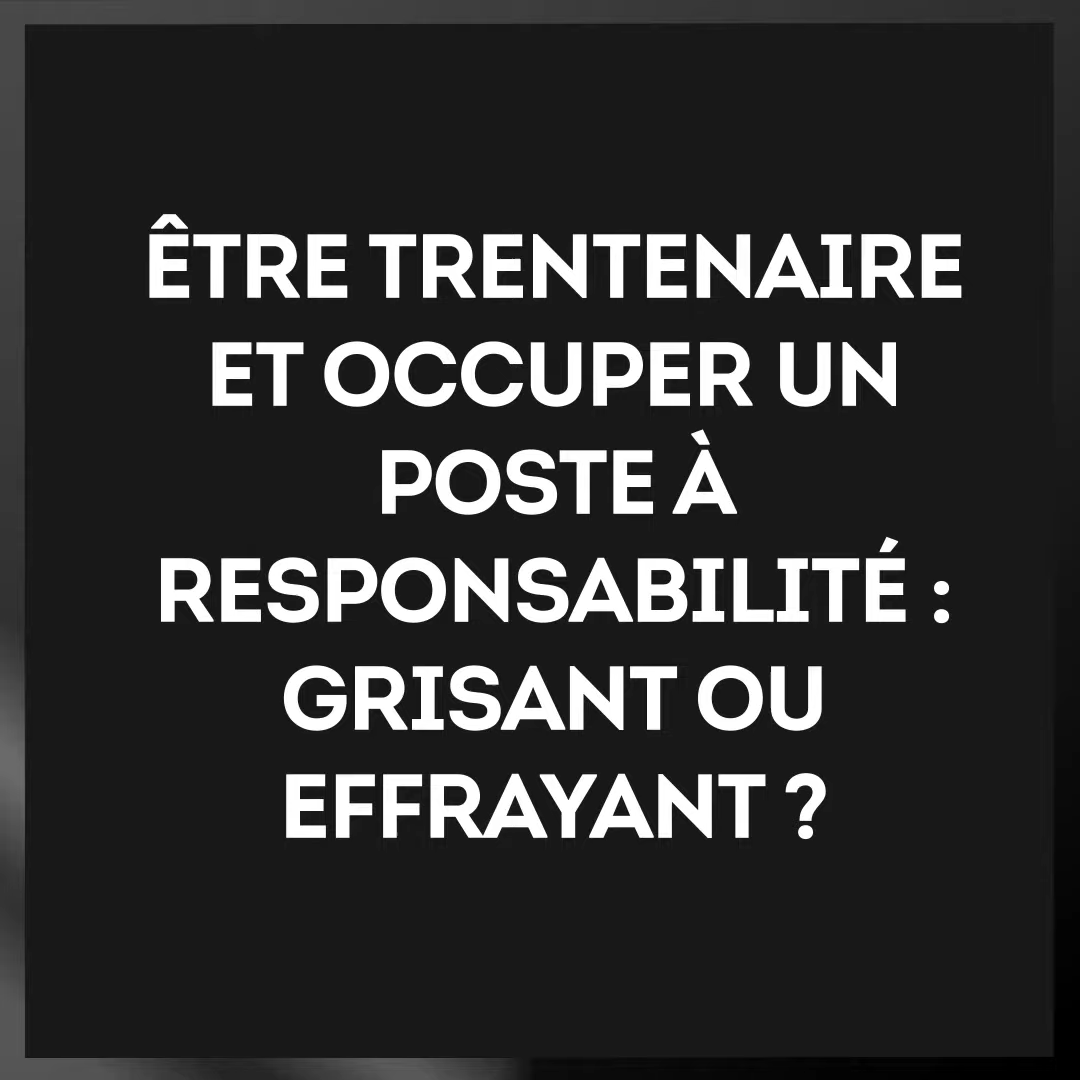 ÊTRE TRENTENAIRE
ET OCCUPER UN
POSTE À
RESPONSABILITÉ :
GRISANT OU
EFFRAYANT ?